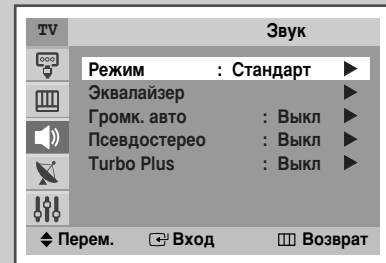 TV Звук
Режим : Стандарт
Эквалайзер
Громк. авто : Выкл
Псевдостерео : Выкл
Turbo Plus : Выкл
Перем. Вход Возврат